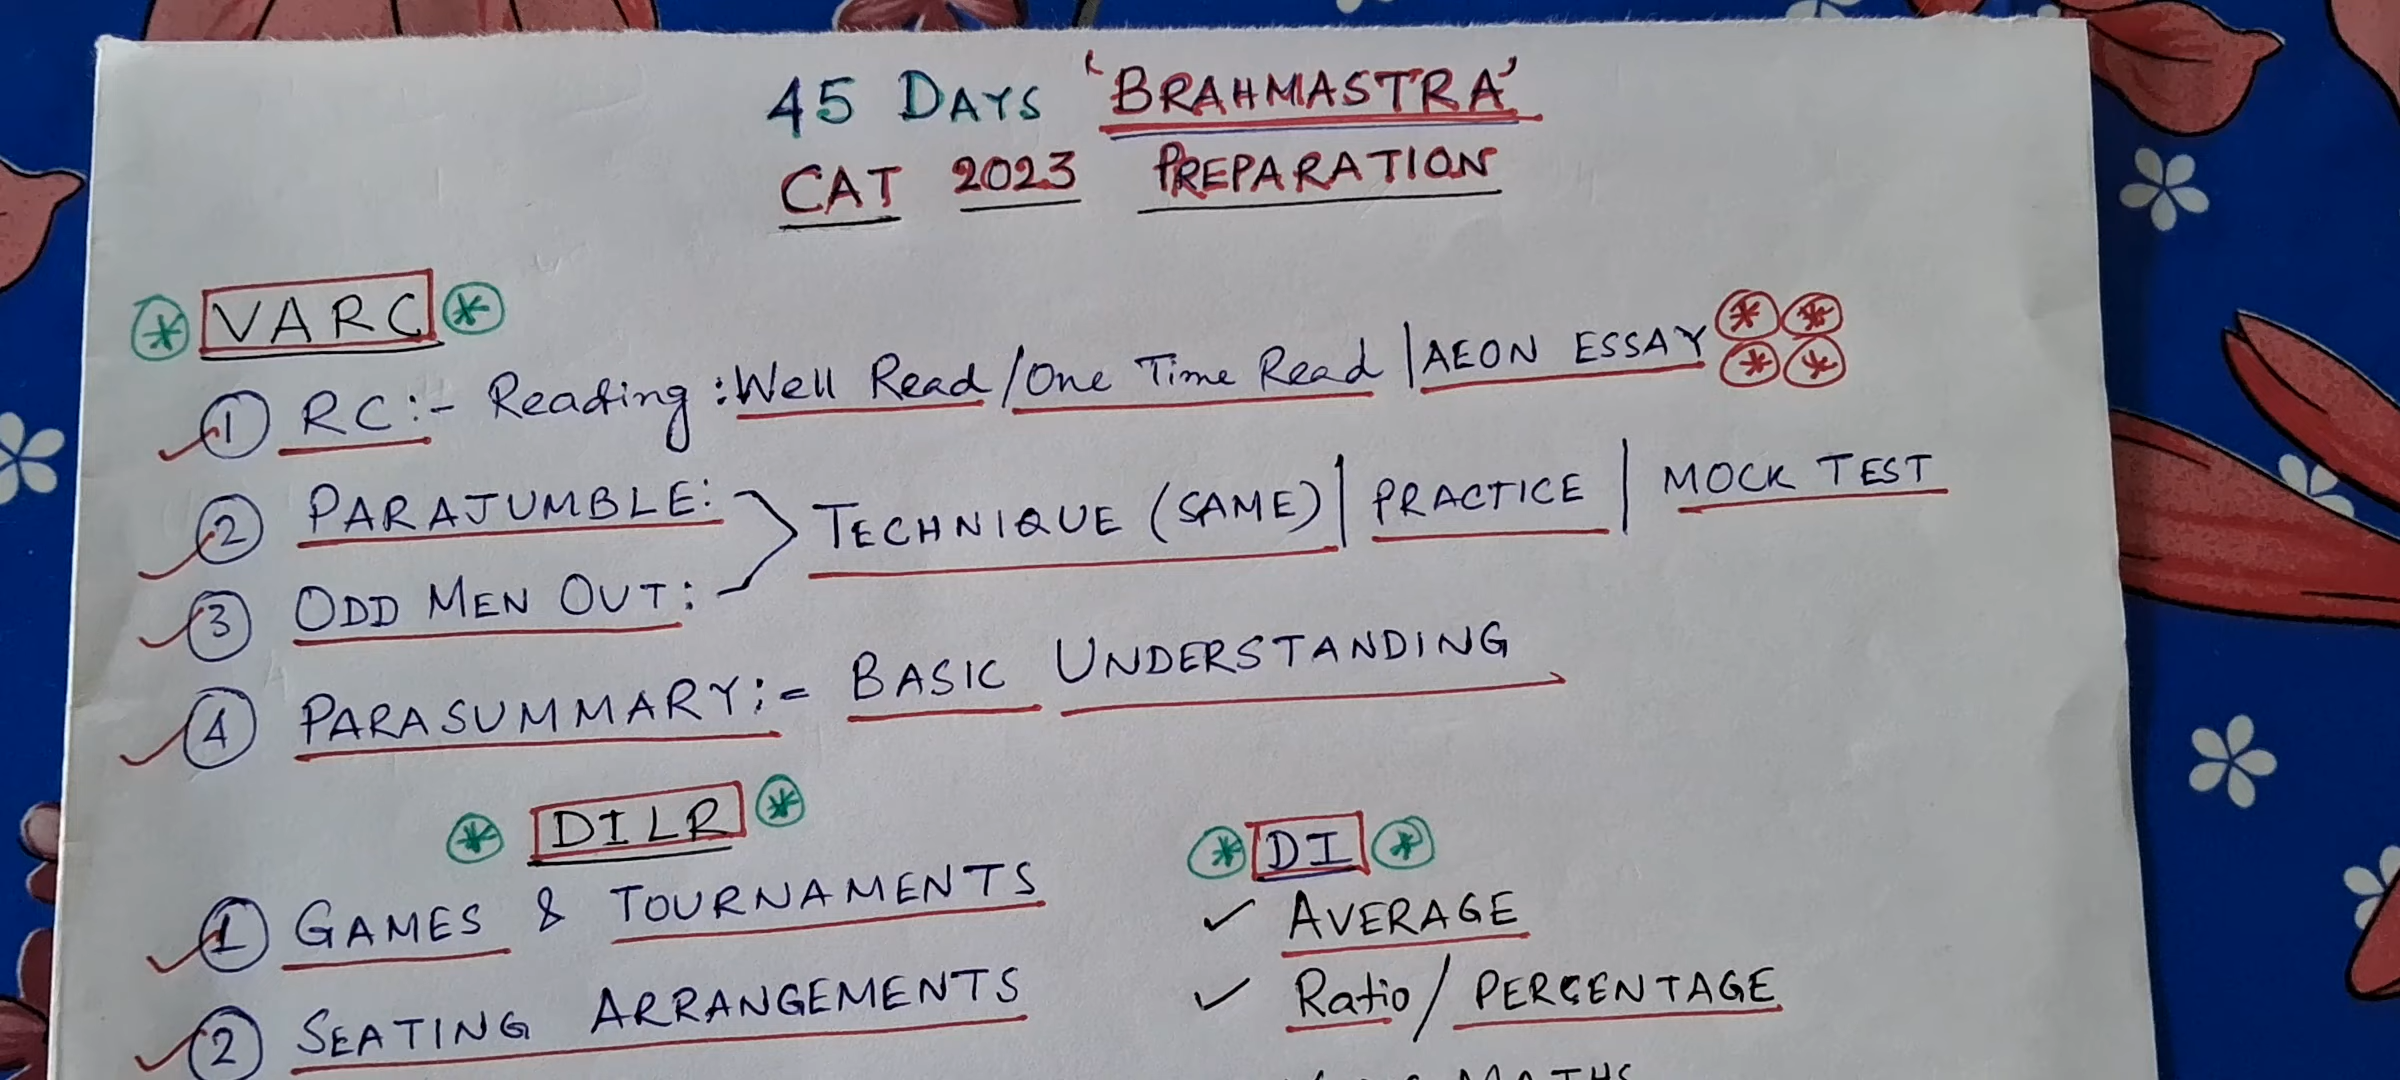 45 DAYS 'BRAHMASTRA'
CAT 2023 PREPARATION
* VARC *
1 RC:- Reading: Well Read/One Time Read | AEON ESSAY * * * *
2 PARAJUMBLE:
TECHNIQUE (SAME) | PRACTICE | MOCK TEST
3 ODD MEN OUT:
4 PARASUMMARY:- BASIC UNDERSTANDING
* DILR *
1 GAMES & TOURNAMENTS
2 SEATING ARRANGEMENTS
* DI *
✓ AVERAGE
✓ Ratio/PERCENTAGE
MATHS